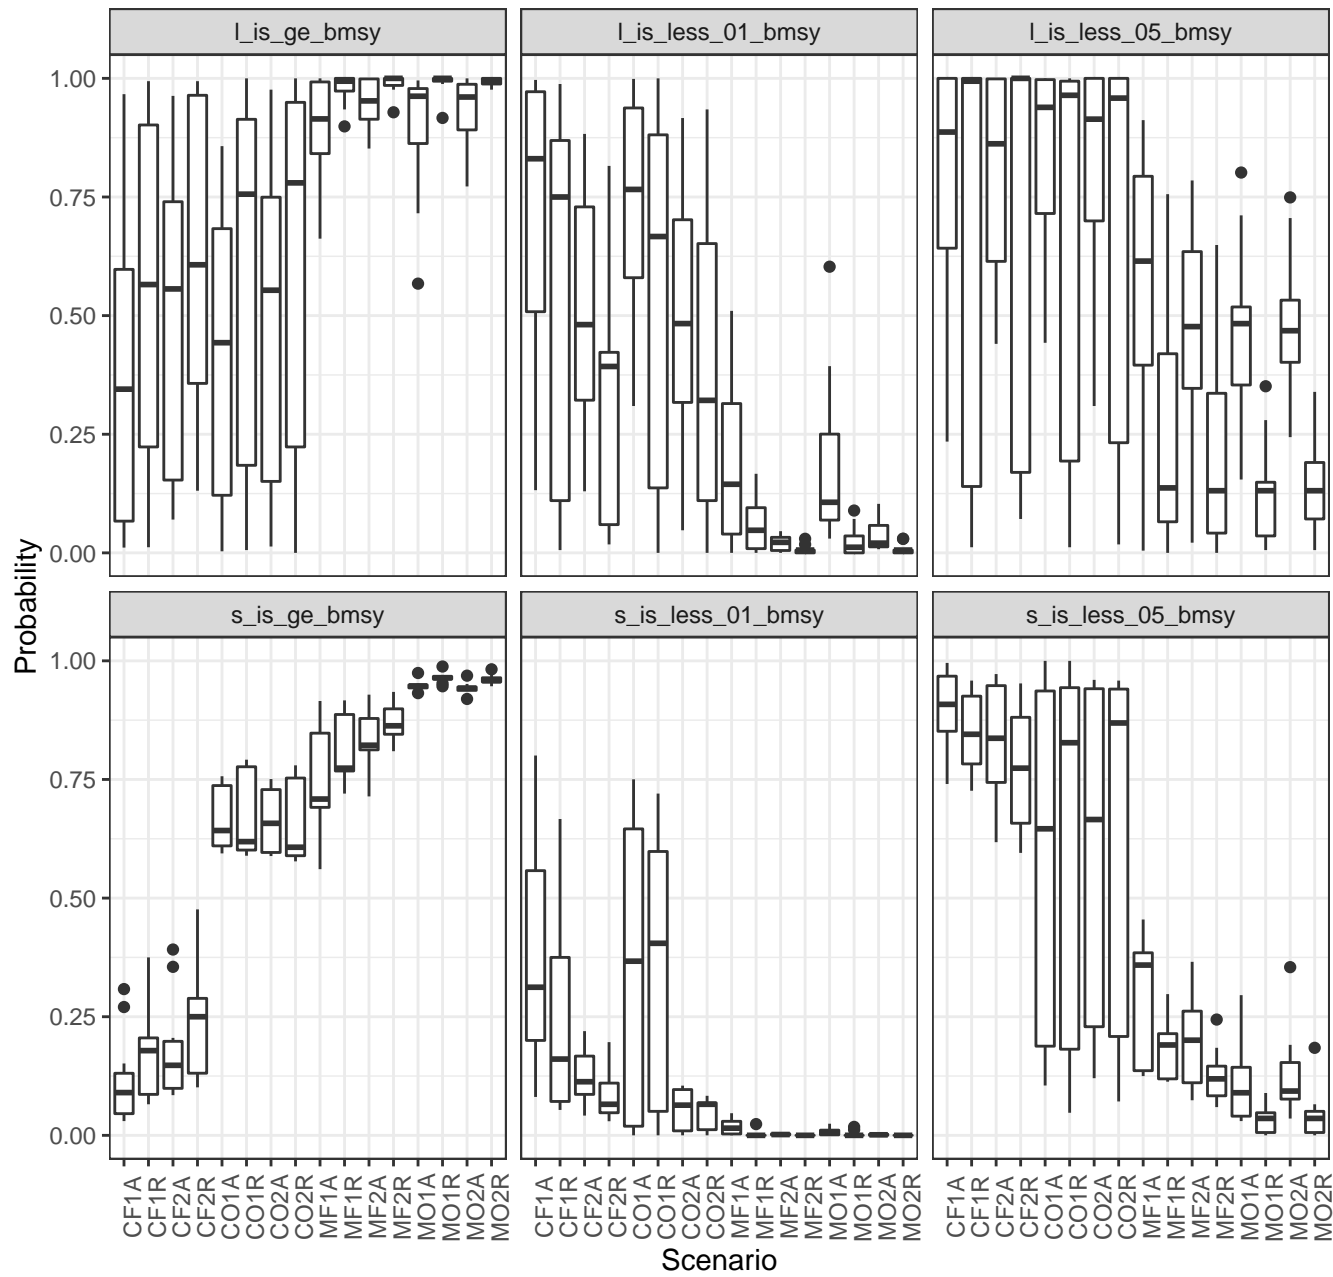 l_is_ge_bmsy l_is_less_01_bmsy l_is_less_05_bmsy
1.00
0.75
0.50
0.25
0.00
Probability
s_is_ge_bmsy s_is_less_01_bmsy s_is_less_05_bmsy
1.00
0.75
0.50
0.25
0.00
CF1A CF1R CF2A CF2R CO1A CO1R CO2A CO2R MF1A MF1R MF2A MF2R MO1A MO1R MO2A MO2R
CF1A CF1R CF2A CF2R CO1A CO1R CO2A CO2R MF1A MF1R MF2A MF2R MO1A MO1R MO2A MO2R
CF1A CF1R CF2A CF2R CO1A CO1R CO2A CO2R MF1A MF1R MF2A MF2R MO1A MO1R MO2A MO2R
Scenario